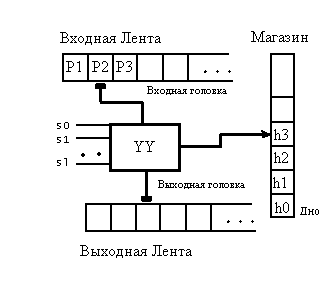 Входная Лента
Магазин
P1 P2 P3 . . .
Входная головка
s0
s1
. .
sl
УУ
h3
h2
h1
h0
Дно
Выходная головка
. . .
Выходная Лента